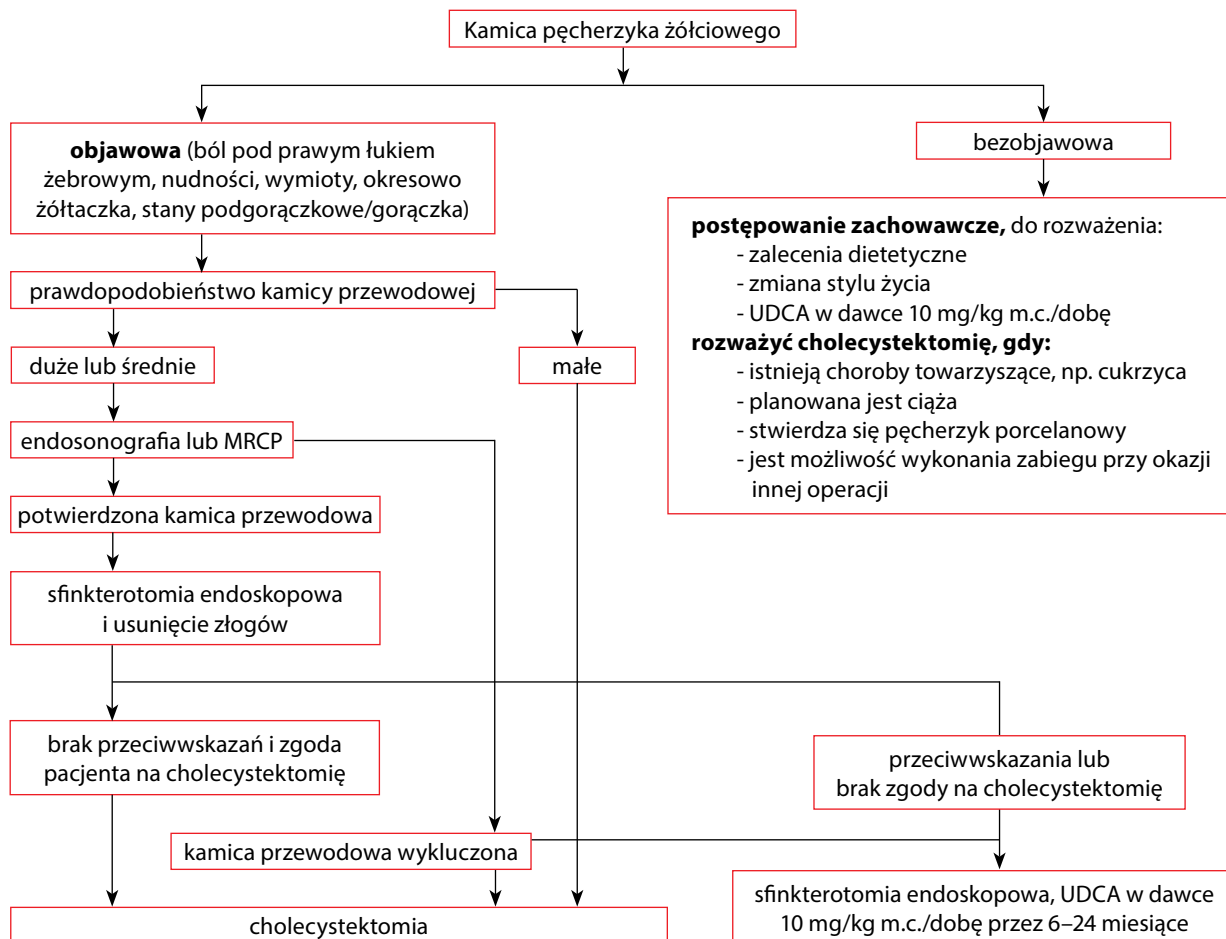 Kamica pęcherzyka żółciowego
objawowa (ból pod prawym łukiem
żebrowym, nudności, wymioty, okresowo
żółtaczka, stany podgorączkowe/gorączka)
bezobjawowa
postępowanie zachowawcze, do rozważenia:
- zalecenia dietetyczne
- zmiana stylu życia
- UDCA w dawce 10 mg/kg m.c./dobę
rozważyć cholecystektomię, gdy:
- istnieją choroby towarzyszące, np. cukrzyca
- planowana jest ciąża
- stwierdza się pęcherzyk porcelanowy
- jest możliwość wykonania zabiegu przy okazji
innej operacji
prawdopodobieństwo kamicy przewodowej
duże lub średnie
małe
endosonografia lub MRCP
potwierdzona kamica przewodowa
sfinkterotomia endoskopowa
i usunięcie złogów
brak przeciwwskazań i zgoda
pacjenta na cholecystektomię
przeciwwskazania lub
brak zgody na cholecystektomię
kamica przewodowa wykluczona
cholecystektomia
sfinkterotomia endoskopowa, UDCA w dawce
10 mg/kg m.c./dobę przez 6–24 miesiące